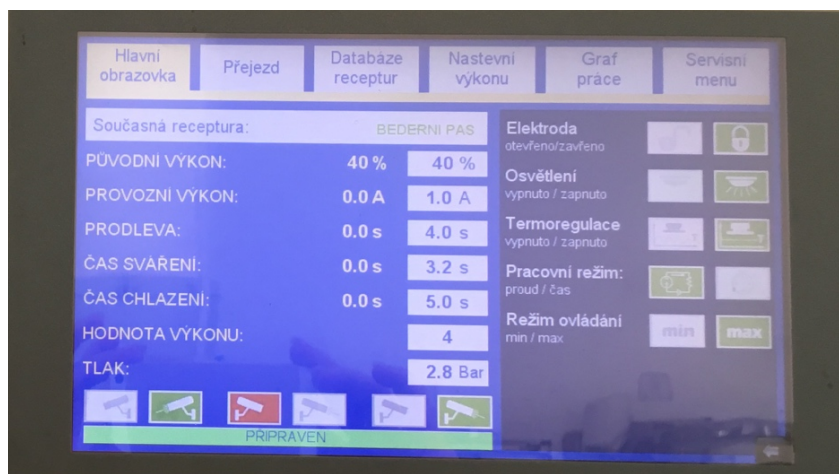 Hlavní
obrazovka
Přejezd
Databáze
receptur
Nastevní
výkonu
Graf
práce
Servisní
menu
Současná receptura: BEDERNI PAS
PŮVODNÍ VÝKON: 40 % 40 %
PROVOZNÍ VÝKON: 0.0 A 1.0 A
PRODLEVA: 0.0 s 4.0 s
ČAS SVÁŘENÍ: 0.0 s 3.2 s
ČAS CHLAZENÍ: 0.0 s 5.0 s
HODNOTA VÝKONU: 4
TLAK: 2.8 Bar
PŘIPRAVEN
Elektroda
otevřeno/zavřeno
Osvětlení
vypnuto / zapnuto
Termoregulace
vypnuto / zapnuto
Pracovní režim:
proud / čas
Režim ovládání
min / max
min max